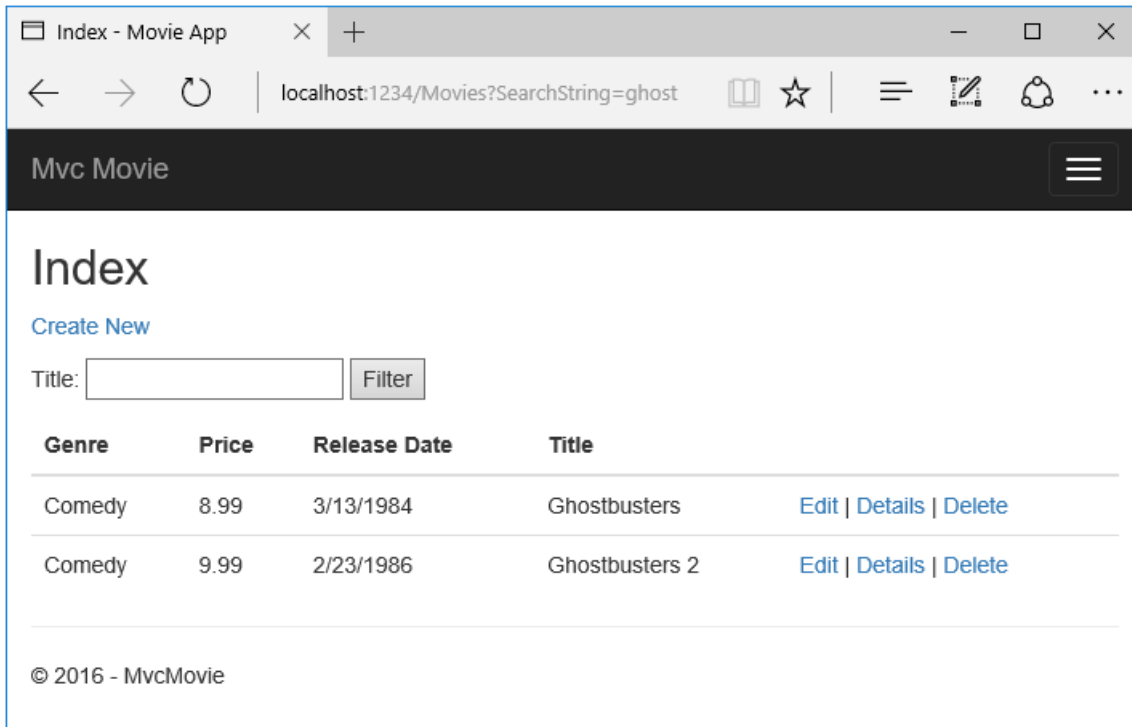 Index - Movie App
localhost:1234/Movies?SearchString=ghost
Mvc Movie
Index
Create New
Title: Filter
Genre Price Release Date Title
Comedy 8.99 3/13/1984 Ghostbusters Edit | Details | Delete
Comedy 9.99 2/23/1986 Ghostbusters 2 Edit | Details | Delete
© 2016 - MvcMovie